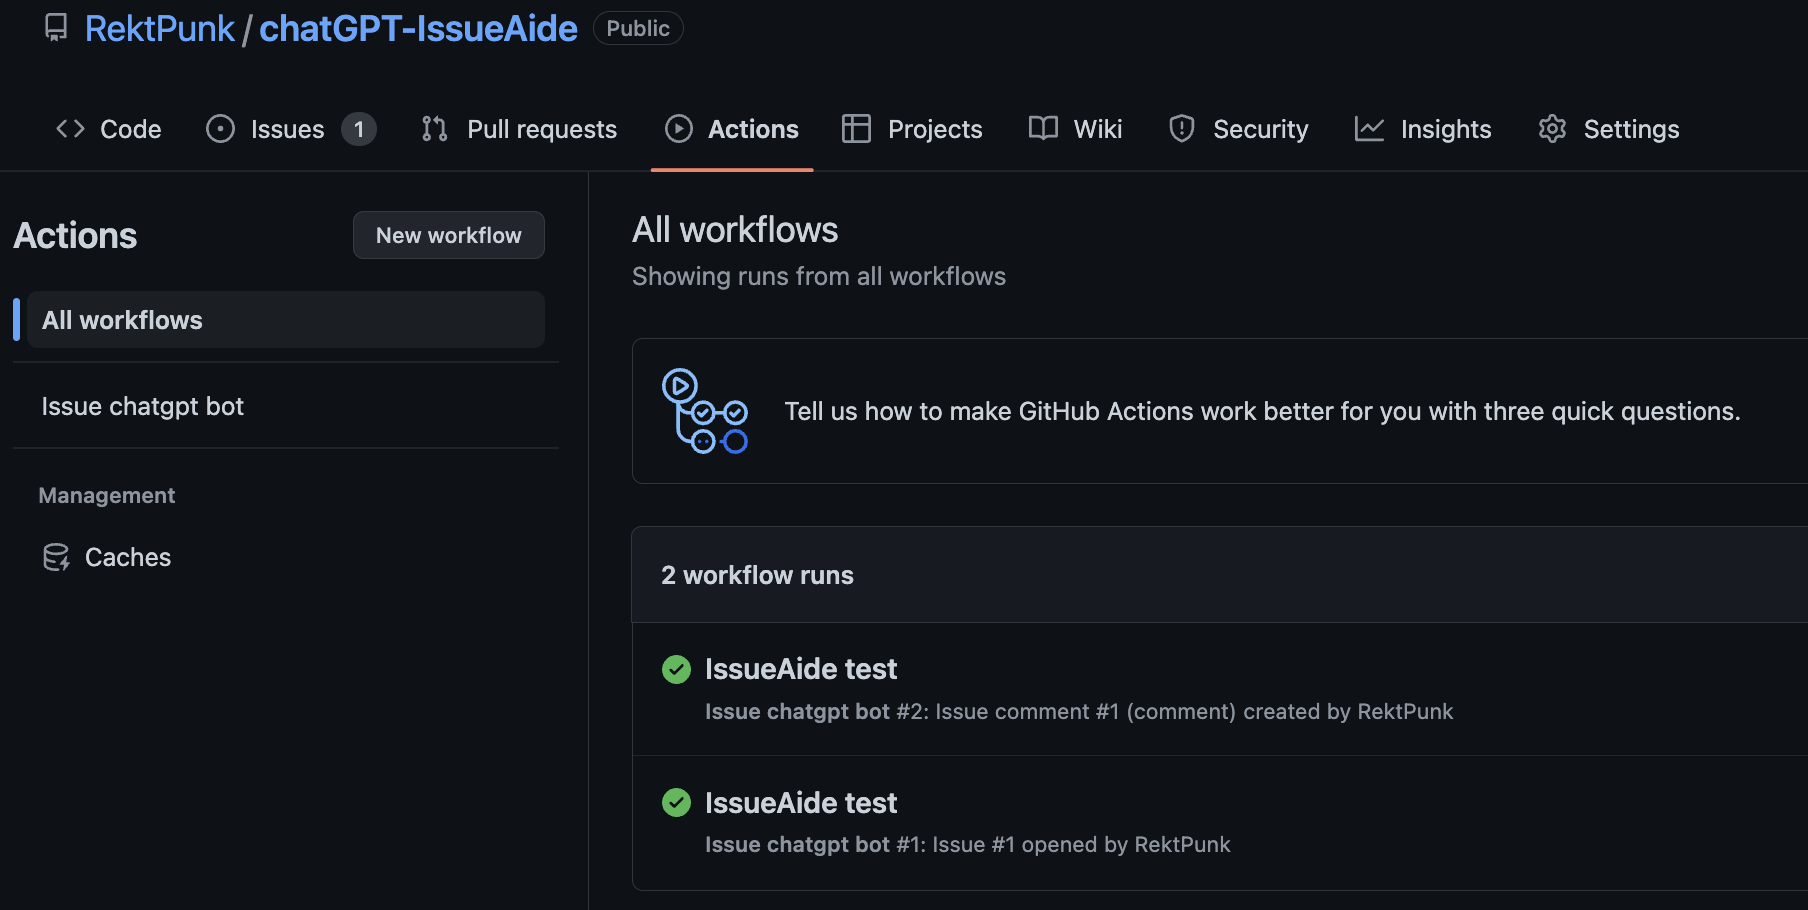 RektPunk / chatGPT-IssueAide Public
Code Issues 1 Pull requests Actions Projects Wiki Security Insights Settings
Actions
New workflow
All workflows
Issue chatgpt bot
Management
Caches
All workflows
Showing runs from all workflows
Tell us how to make GitHub Actions work better for you with three quick questions.
2 workflow runs
IssueAide test
Issue chatgpt bot #2: Issue comment #1 (comment) created by RektPunk
IssueAide test
Issue chatgpt bot #1: Issue #1 opened by RektPunk